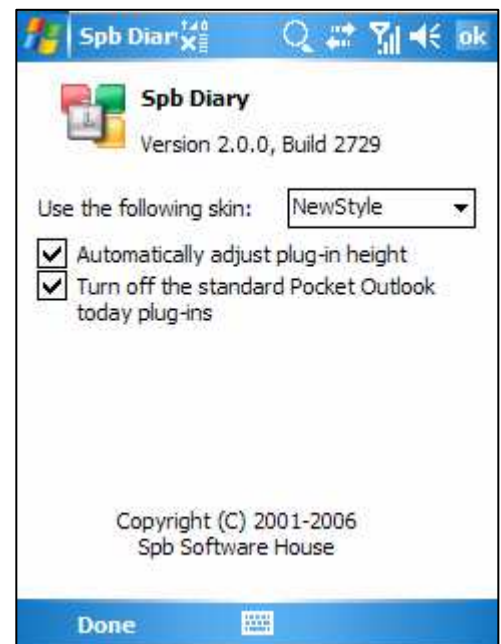 Spb Diar
ok
Spb Diary
Version 2.0.0, Build 2729
Use the following skin: NewStyle
Automatically adjust plug-in height
Turn off the standard Pocket Outlook
today plug-ins
Copyright (C) 2001-2006
Spb Software House
Done